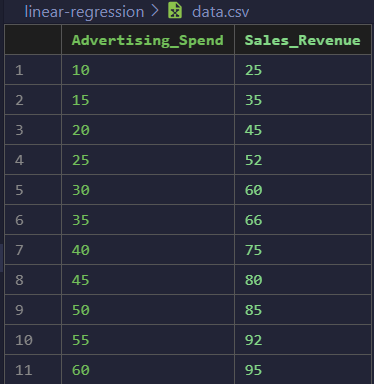 linear-regression > data.csv
Advertising_Spend Sales_Revenue
1 10 25
2 15 35
3 20 45
4 25 52
5 30 60
6 35 66
7 40 75
8 45 80
9 50 85
10 55 92
11 60 95